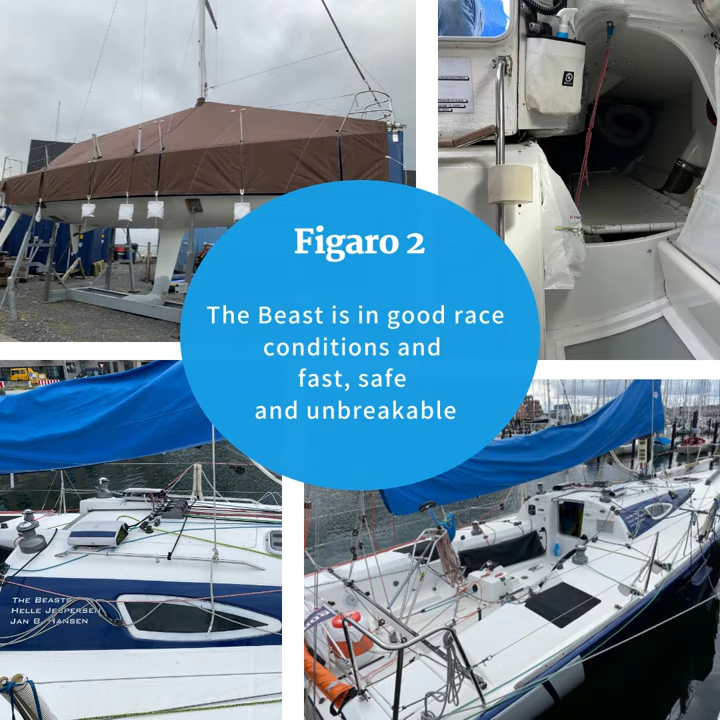 Figaro 2
The Beast is in good race
conditions and
fast, safe
and unbreakable
The Beasts
Helle Jespersen
Jan B. Hansen